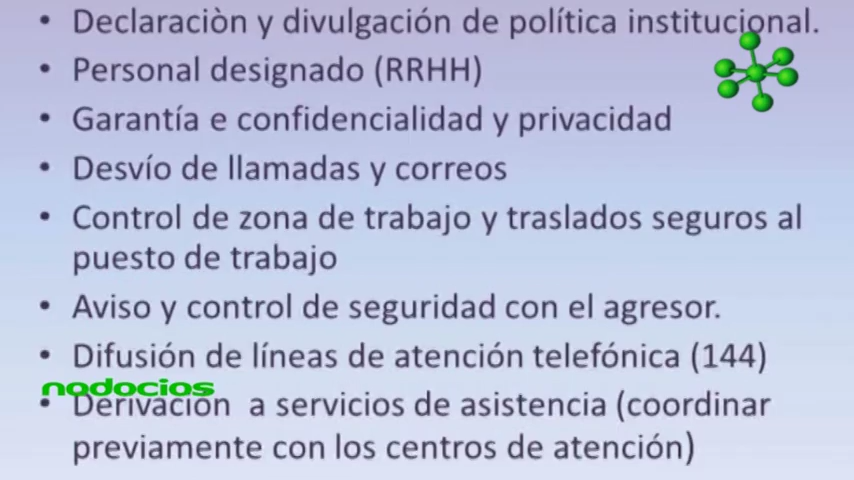 • Declaraciòn y divulgación de política institucional.
• Personal designado (RRHH)
• Garantía e confidencialidad y privacidad
• Desvío de llamadas y correos
• Control de zona de trabajo y traslados seguros al
puesto de trabajo
• Aviso y control de seguridad con el agresor.
• Difusión de líneas de atención telefónica (144)
nodocios
• Derivación a servicios de asistencia (coordinar
previamente con los centros de atención)